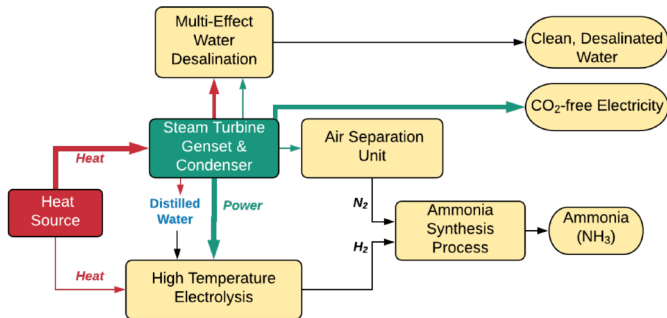 Multi-Effect
Water
Desalination
Clean, Desalinated
Water
CO₂-free Electricity
Steam Turbine
Genset &
Condenser
Air Separation
Unit
Heat
Heat
Source
Distilled
Water
Power
N₂
H₂
Ammonia
Synthesis
Process
Ammonia
(NH₃)
Heat
High Temperature
Electrolysis